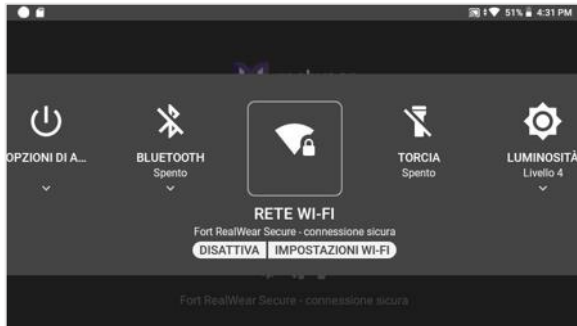 51% 4:31 PM
OPZIONI DI A...
BLUETOOTH
Spento
TORCIA
Spento
LUMINOSITÀ
Livello 4
RETE WI-FI
Fort RealWear Secure - connessione sicura
DISATTIVA IMPOSTAZIONI WI-FI
Fort RealWear Secure - connessione sicura